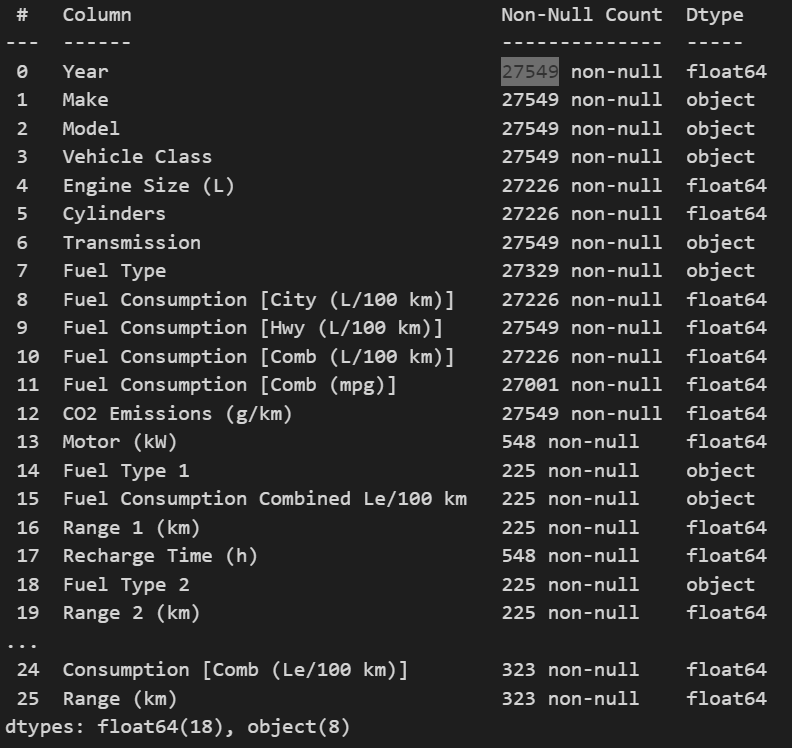 #   Column                              Non-Null Count  Dtype
---  ------                              --------------  -----
0   Year                                27549 non-null  float64
1   Make                                27549 non-null  object
2   Model                               27549 non-null  object
3   Vehicle Class                       27549 non-null  object
4   Engine Size (L)                     27226 non-null  float64
5   Cylinders                           27226 non-null  float64
6   Transmission                        27549 non-null  object
7   Fuel Type                           27329 non-null  object
8   Fuel Consumption [City (L/100 km)]  27226 non-null  float64
9   Fuel Consumption [Hwy (L/100 km)]   27549 non-null  float64
10  Fuel Consumption [Comb (L/100 km)]  27226 non-null  float64
11  Fuel Consumption [Comb (mpg)]       27001 non-null  float64
12  CO2 Emissions (g/km)                27549 non-null  float64
13  Motor (kW)                          548 non-null    float64
14  Fuel Type 1                         225 non-null    object
15  Fuel Consumption Combined Le/100 km  225 non-null    object
16  Range 1 (km)                        225 non-null    float64
17  Recharge Time (h)                   548 non-null    float64
18  Fuel Type 2                         225 non-null    object
19  Range 2 (km)                        225 non-null    float64
...
24  Consumption [Comb (Le/100 km)]      323 non-null    float64
25  Range (km)                          323 non-null    float64
dtypes: float64(18), object(8)